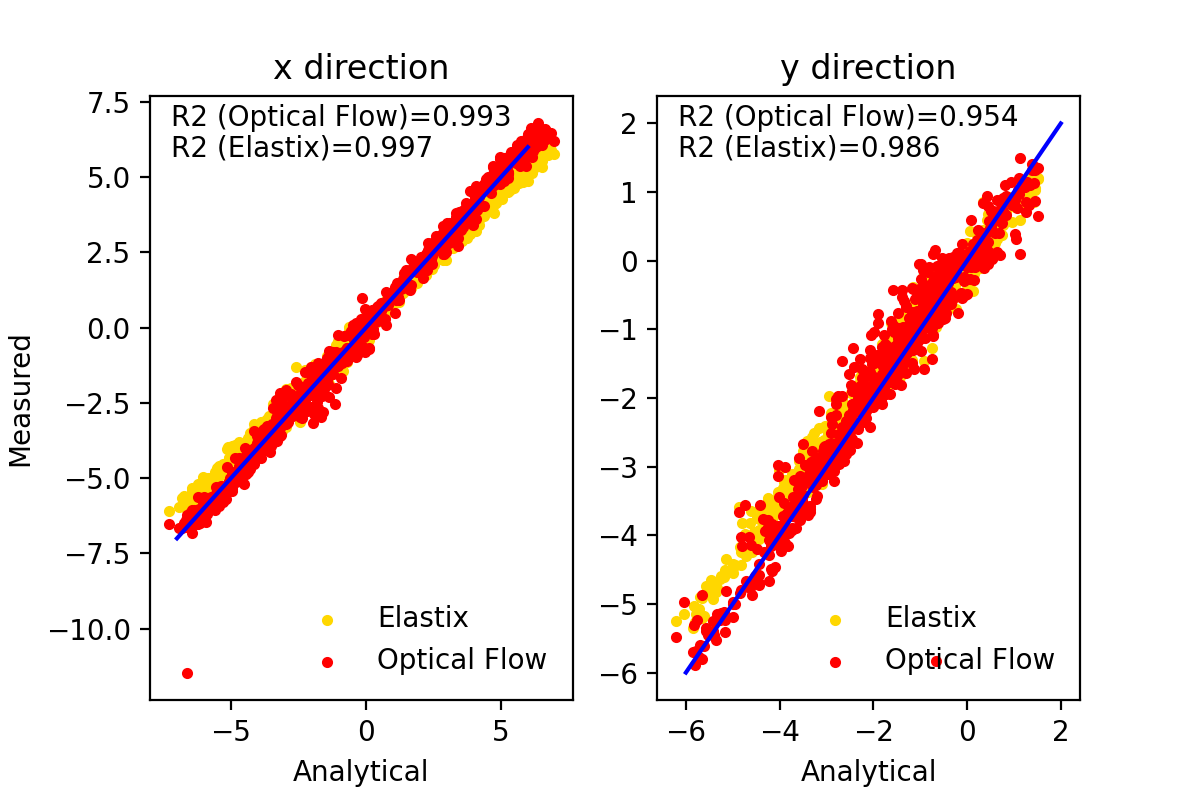 x direction
R2 (Optical Flow)=0.993
R2 (Elastix)=0.997
7.5
5.0
2.5
0.0
−2.5
−5.0
−7.5
−10.0
Measured
Elastix
Optical Flow
−5
0
5
Analytical
y direction
R2 (Optical Flow)=0.954
R2 (Elastix)=0.986
2
1
0
−1
−2
−3
−4
−5
−6
Elastix
Optical Flow
−6
−4
−2
0
2
Analytical